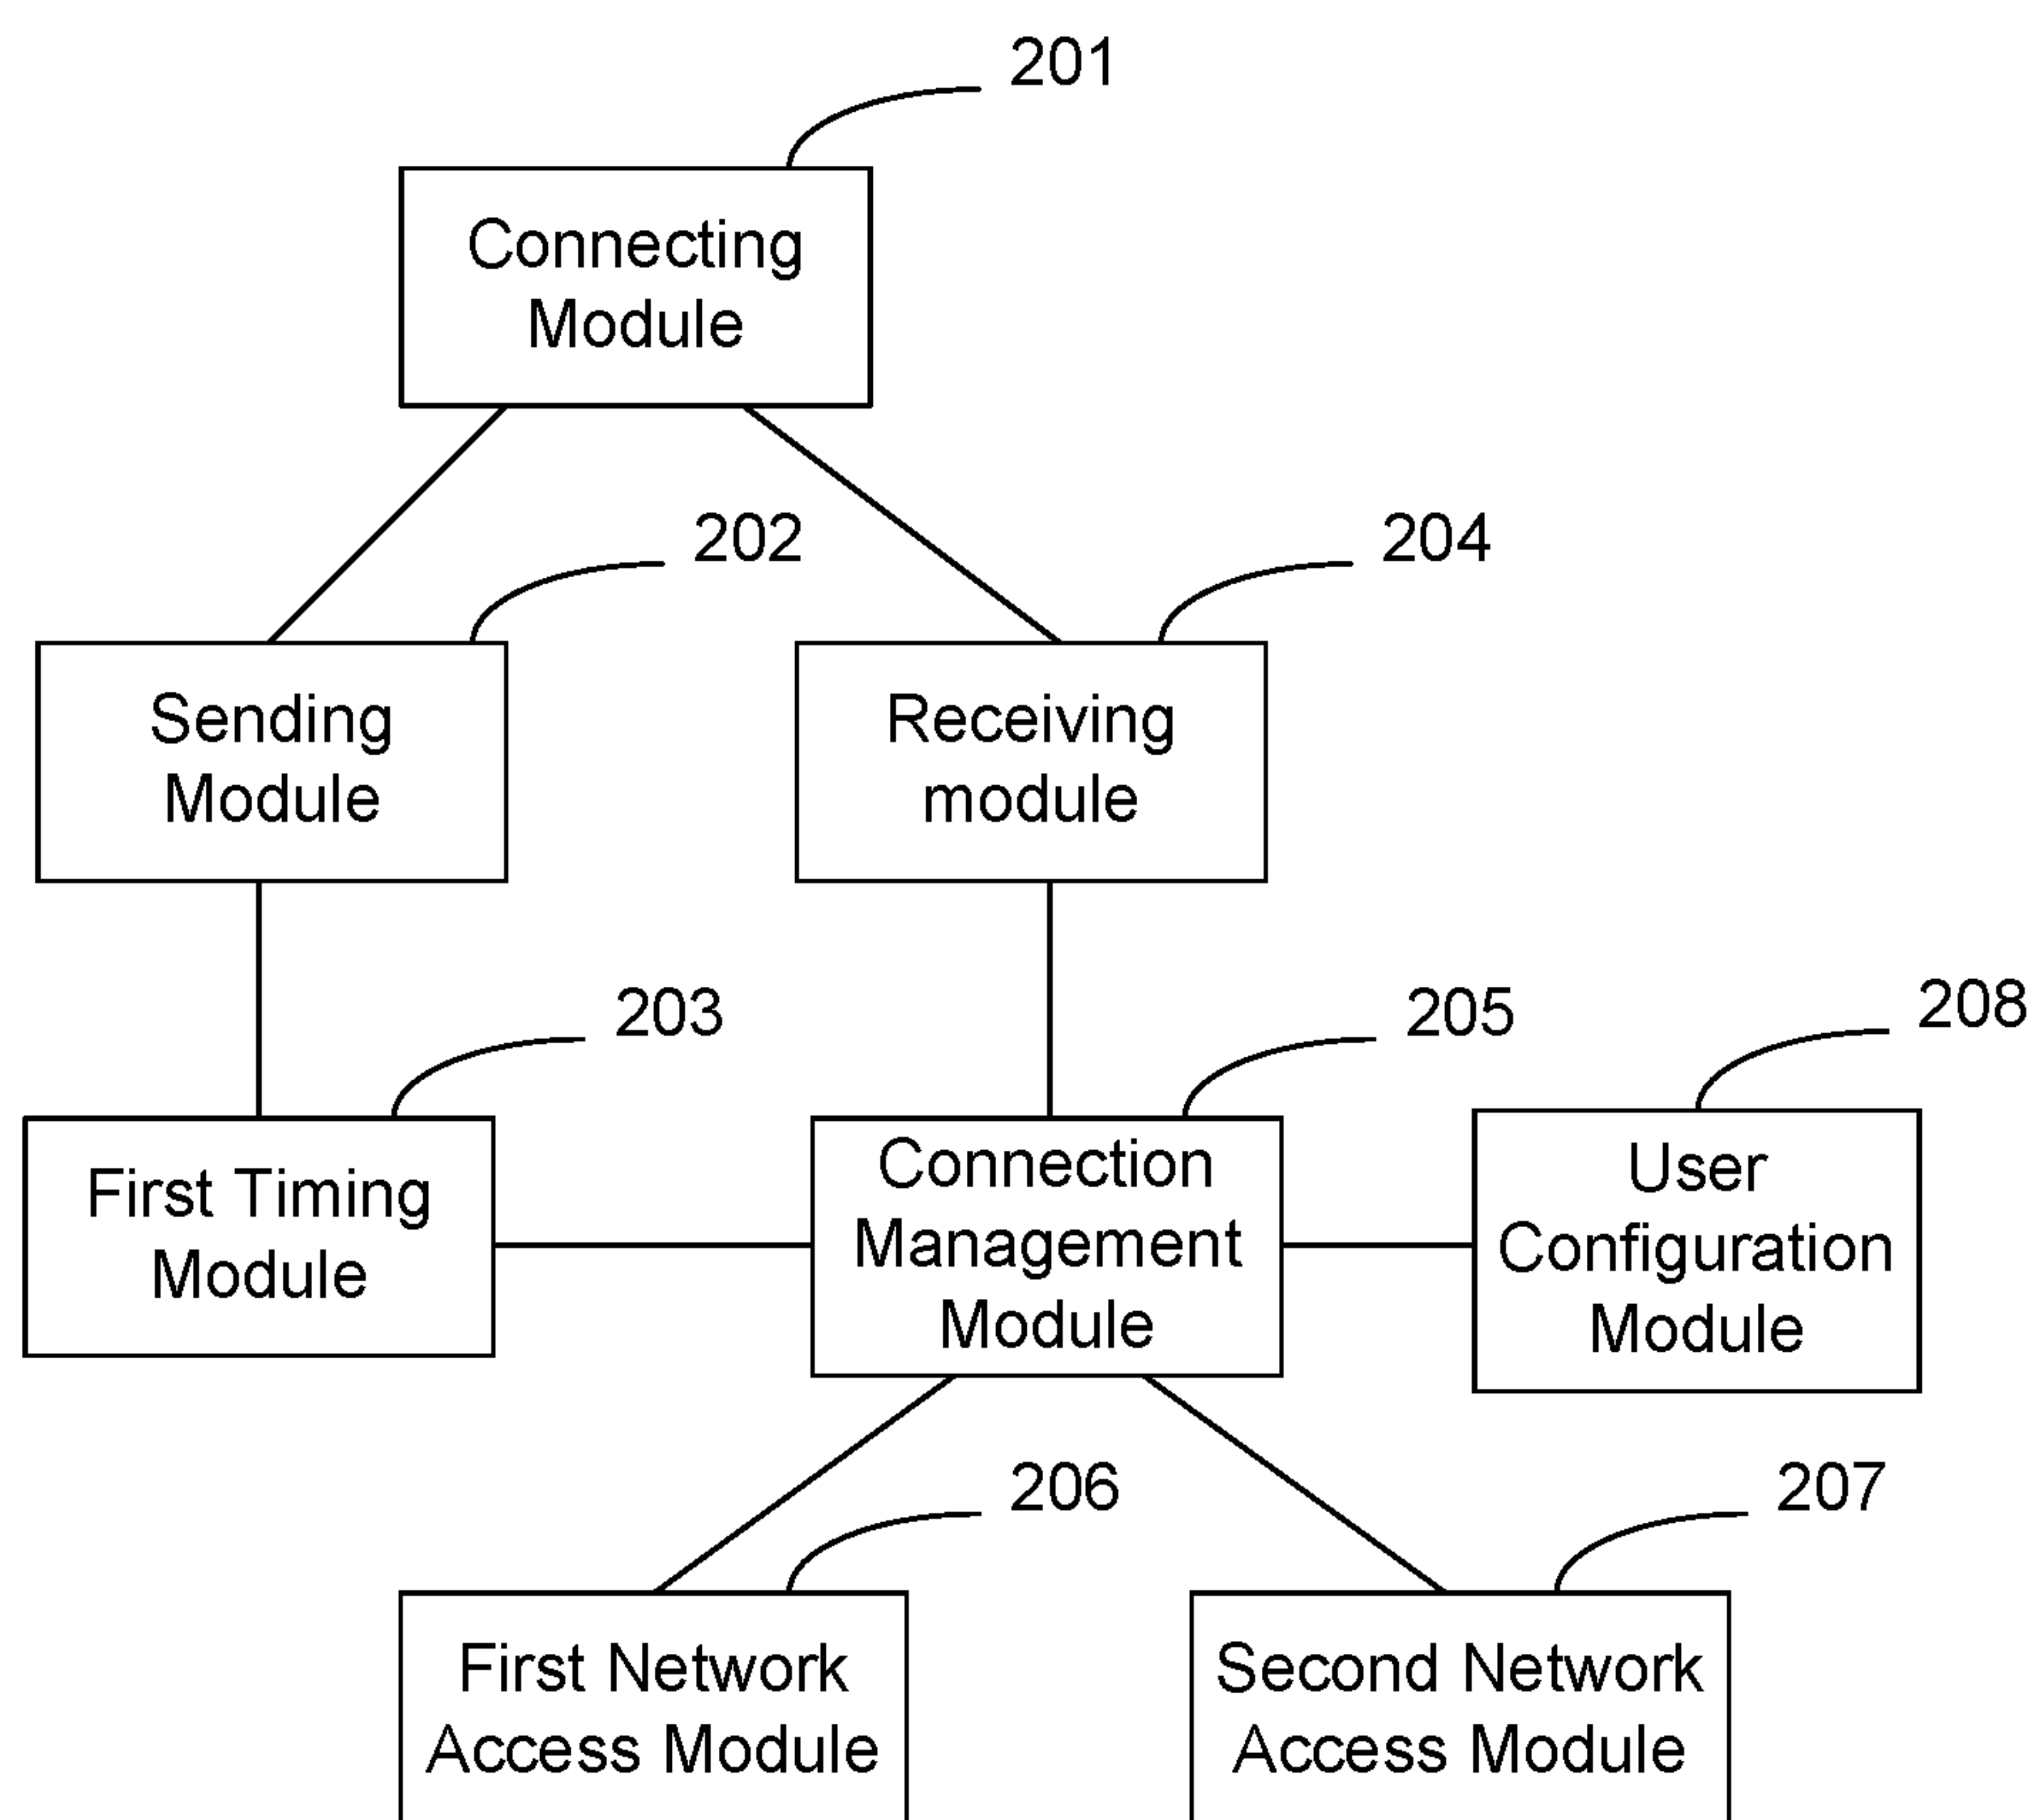 201
Connecting
Module
202
204
Sending
Module
Receiving
module
203
205
208
First Timing
Module
Connection
Management
Module
User
Configuration
Module
206
207
First Network
Access Module
Second Network
Access Module